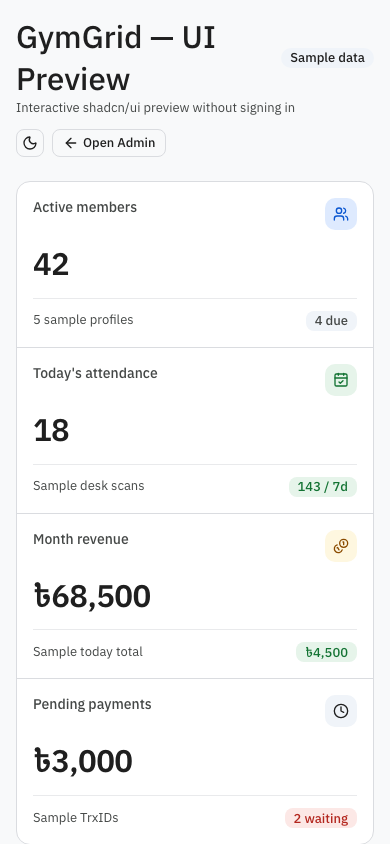 GymGrid — UI
Preview
Sample data
Interactive shadcn/ui preview without signing in
Open Admin
Active members
42
5 sample profiles
4 due
Today's attendance
18
Sample desk scans
143 / 7d
Month revenue
৳68,500
Sample today total
৳4,500
Pending payments
৳3,000
Sample TrxIDs
2 waiting